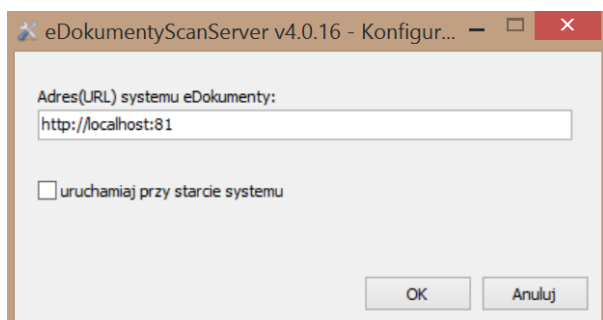 eDokumentyScanServer v4.0.16 - Konfigur...
Adres(URL) systemu eDokumenty:
http://localhost:81
uruchamiaj przy starcie systemu
OK Anuluj